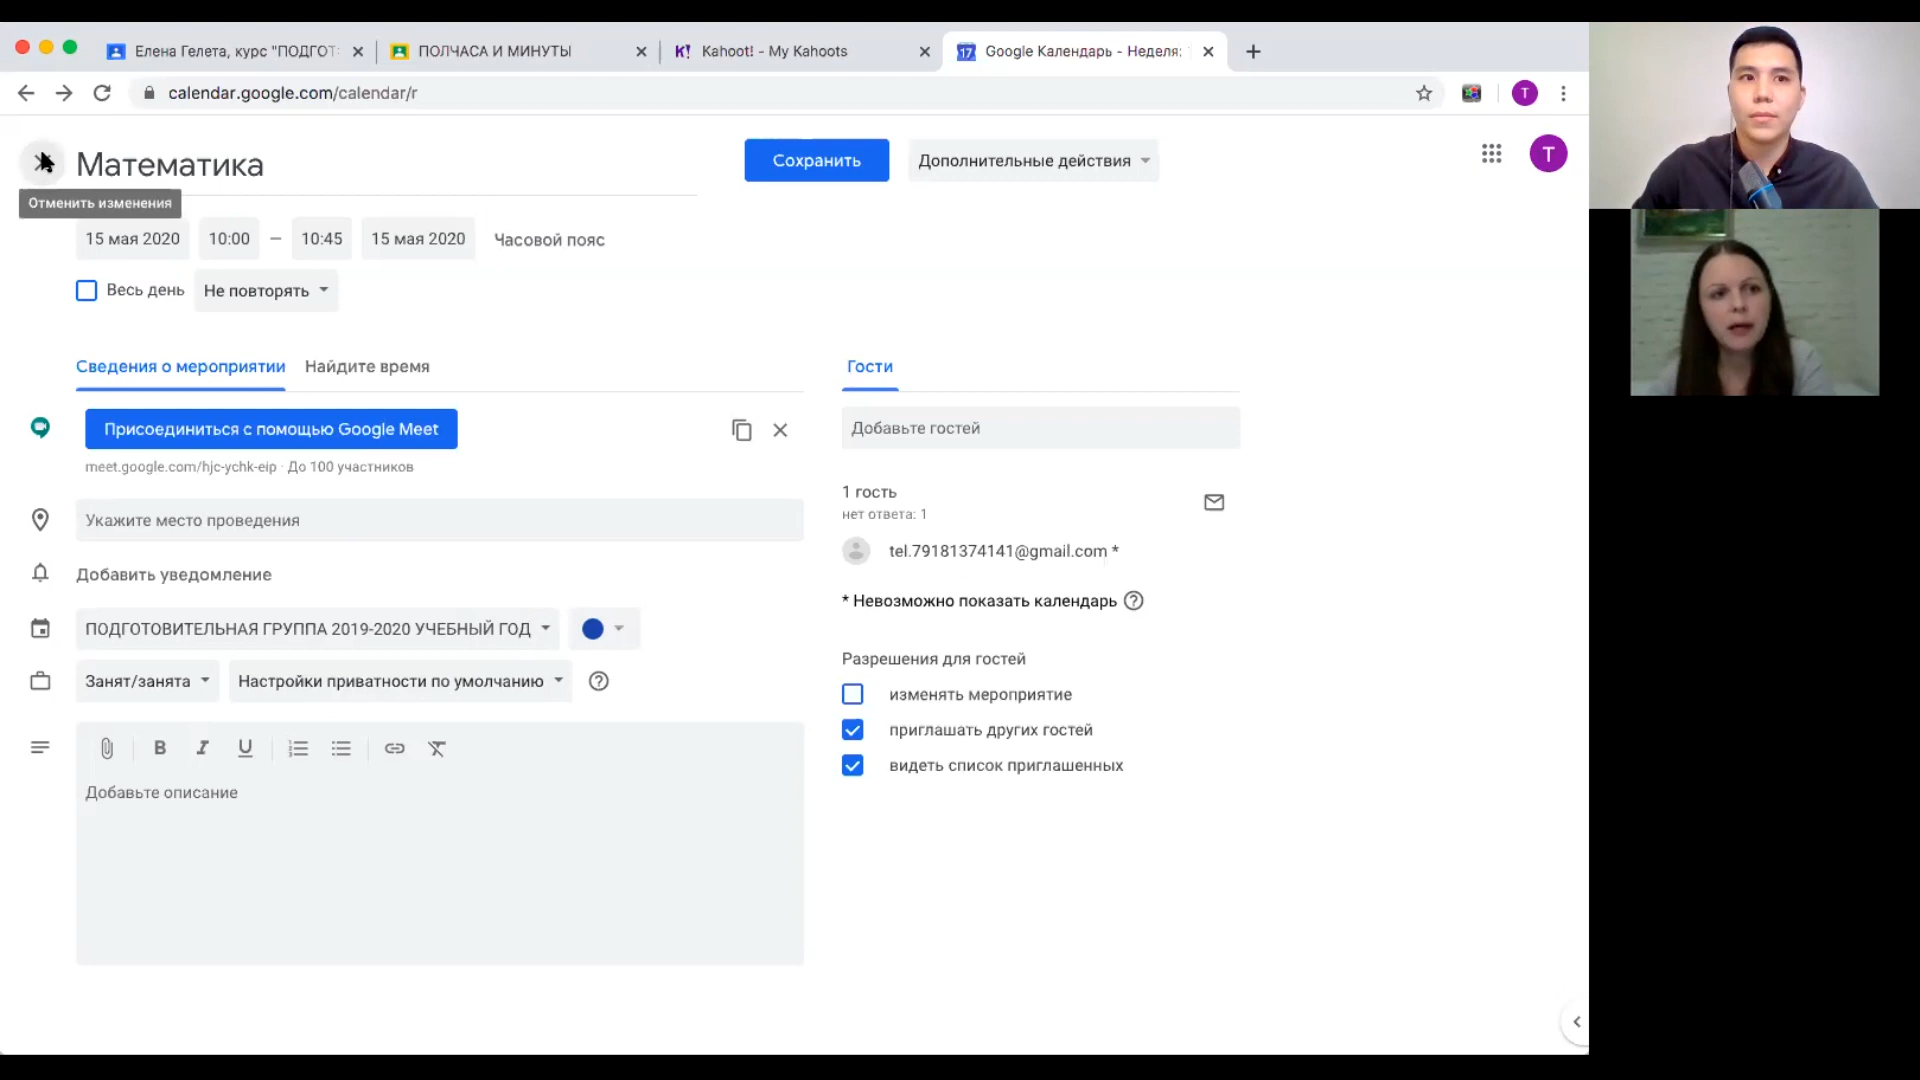 Елена Гелета, курс "ПОДГОТ
ПОЛЧАСА И МИНУТЫ
K! Kahoot! - My Kahoots
17 Google Календарь - Неделя:
calendar.google.com/calendar/r
T
Математика
Сохранить
Дополнительные действия
T
Отменить изменения
15 мая 2020 10:00 – 10:45 15 мая 2020 Часовой пояс
Весь день Не повторять
Сведения о мероприятии Найдите время
Гости
Присоединиться с помощью Google Meet
meet.google.com/hjc-ychk-eip · До 100 участников
Укажите место проведения
Добавить уведомление
ПОДГОТОВИТЕЛЬНАЯ ГРУППА 2019-2020 УЧЕБНЫЙ ГОД
Занят/занята Настройки приватности по умолчанию
B I U
Добавьте описание
Добавьте гостей
1 гость
нет ответа: 1
tel.79181374141@gmail.com *
* Невозможно показать календарь
Разрешения для гостей
изменять мероприятие
приглашать других гостей
видеть список приглашенных